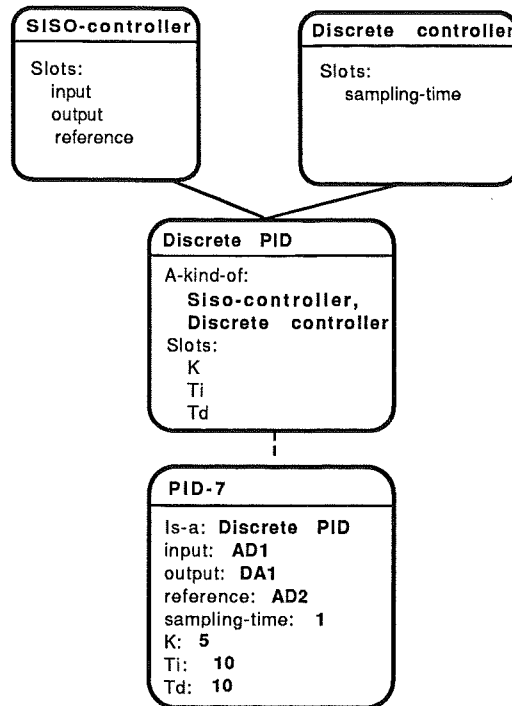 SISO-controller
Slots:
input
output
reference
Discrete controller
Slots:
sampling-time
Discrete PID
A-kind-of:
Siso-controller,
Discrete controller
Slots:
K
Ti
Td
PID-7
Is-a: Discrete PID
input: AD1
output: DA1
reference: AD2
sampling-time: 1
K: 5
Ti: 10
Td: 10